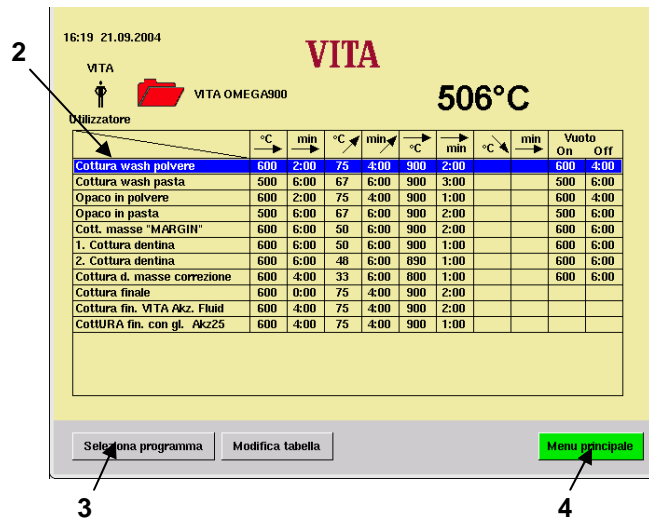 16:19 21.09.2004
VITA
2
VITA
VITA OMEGA900
506°C
Utilizzatore
°C min °C min °C min °C min Vuoto
On Off
Cottura wash polvere 600 2:00 75 4:00 900 2:00 600 4:00
Cottura wash pasta 500 6:00 67 6:00 900 3:00 500 6:00
Opaco in polvere 600 2:00 75 4:00 900 1:00 600 4:00
Opaco in pasta 500 6:00 67 6:00 900 2:00 500 6:00
Cott. masse "MARGIN" 600 6:00 50 6:00 900 2:00 600 6:00
1. Cottura dentina 600 6:00 50 6:00 900 1:00 600 6:00
2. Cottura dentina 600 6:00 48 6:00 890 1:00 600 6:00
Cottura d. masse correzione 600 4:00 33 6:00 800 1:00 600 6:00
Cottura finale 600 0:00 75 4:00 900 2:00
Cottura fin. VITA Akz. Fluid 600 4:00 75 4:00 900 2:00
CottURA fin. con gl. Akz25 600 4:00 75 4:00 900 1:00
Seleziona programma Modifica tabella Menu principale
3 4